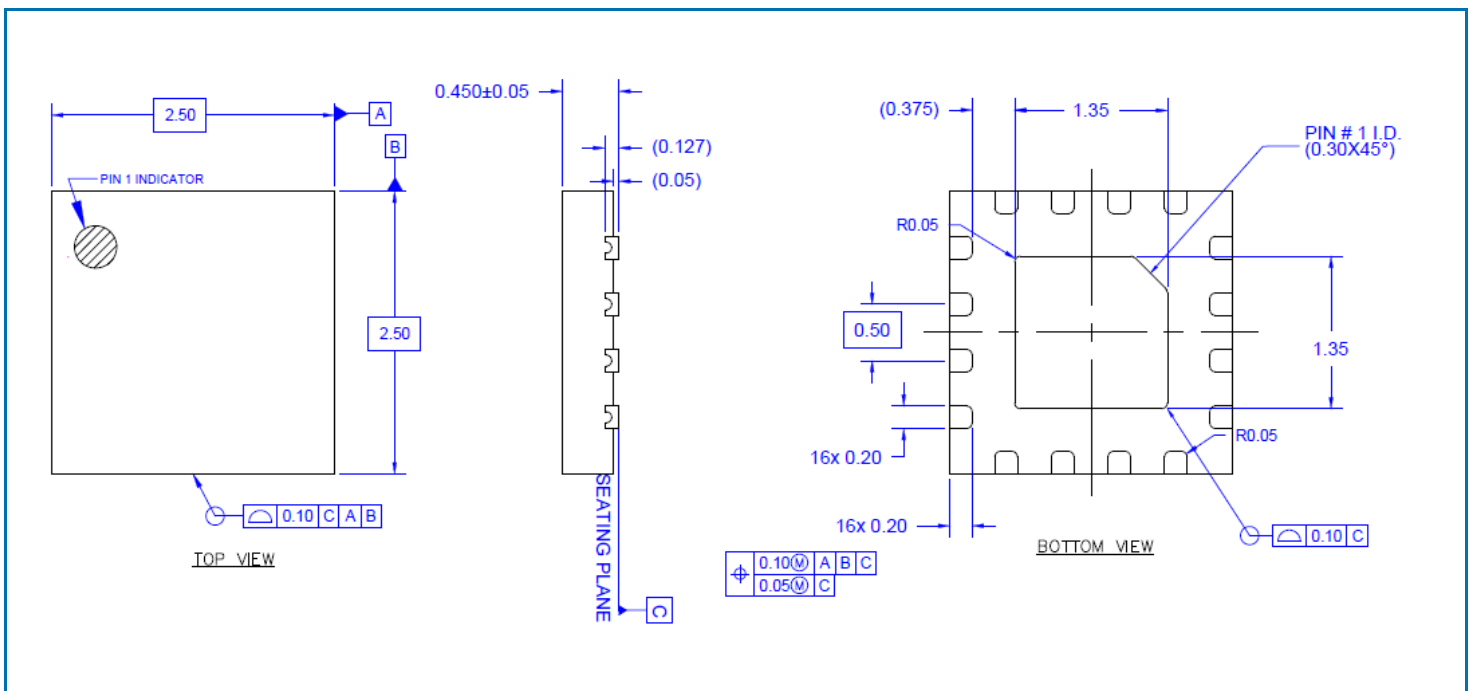 2.50
A
B
PIN 1 INDICATOR
2.50
⌓ 0.10 C A B
TOP VIEW
0.450±0.05
(0.127)
(0.05)
SEATING PLANE
C
(0.375)
1.35
PIN # 1 I.D.
(0.30X45°)
R0.05
0.50
1.35
16x 0.20
R0.05
16x 0.20
⌖ 0.10Ⓜ A B C
0.05Ⓜ C
⌓ 0.10 C
BOTTOM VIEW